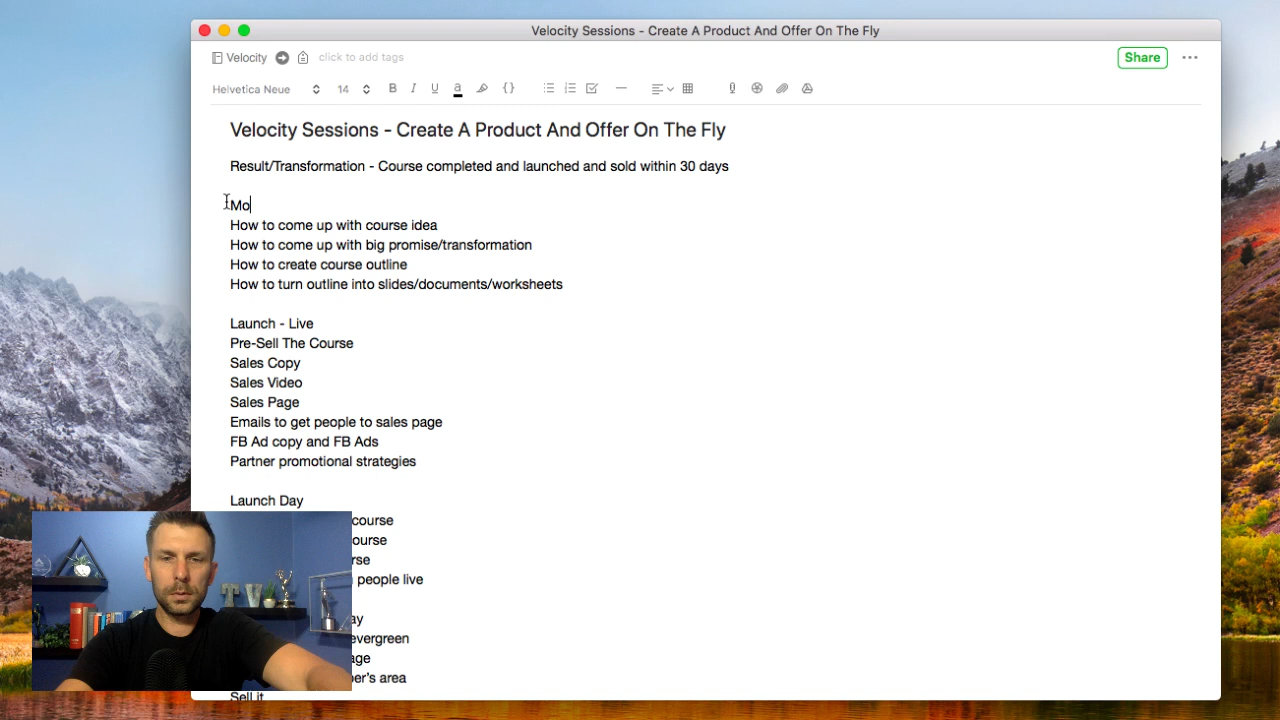 Velocity Sessions - Create A Product And Offer On The Fly
Velocity click to add tags Share
Helvetica Neue 14 B I U a {}
Velocity Sessions - Create A Product And Offer On The Fly
Result/Transformation - Course completed and launched and sold within 30 days
Mo
How to come up with course idea
How to come up with big promise/transformation
How to create course outline
How to turn outline into slides/documents/worksheets
Launch - Live
Pre-Sell The Course
Sales Copy
Sales Video
Sales Page
Emails to get people to sales page
FB Ad copy and FB Ads
Partner promotional strategies
Launch Day
course
ourse
rse
people live
ay
evergreen
age
er's area
Sell it
TV